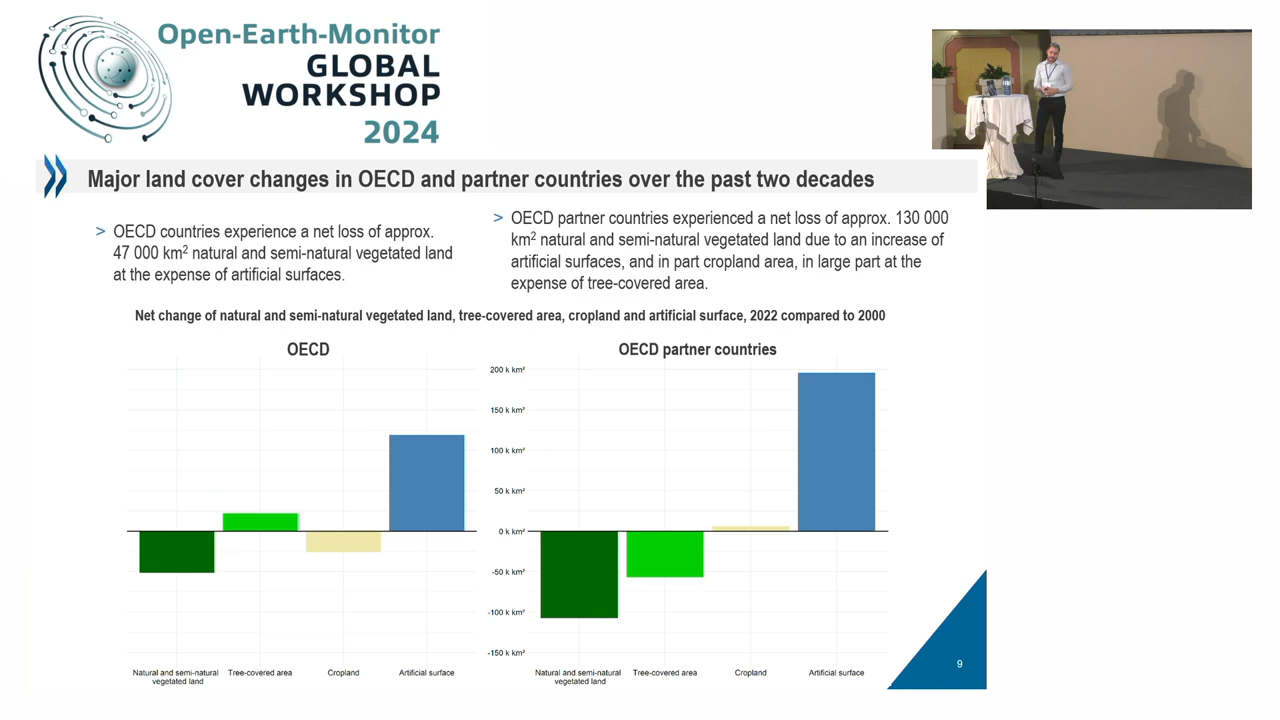 Open-Earth-Monitor
GLOBAL
WORKSHOP
2024
Major land cover changes in OECD and partner countries over the past two decades
> OECD countries experience a net loss of approx.
47 000 km² natural and semi-natural vegetated land
at the expense of artificial surfaces.
> OECD partner countries experienced a net loss of approx. 130 000
km² natural and semi-natural vegetated land due to an increase of
artificial surfaces, and in part cropland area, in large part at the
expense of tree-covered area.
Net change of natural and semi-natural vegetated land, tree-covered area, cropland and artificial surface, 2022 compared to 2000
OECD
Natural and semi-natural
vegetated land
Tree-covered area
Cropland
Artificial surface
OECD partner countries
200 k km²
150 k km²
100 k km²
50 k km²
0 k km²
-50 k km²
-100 k km²
-150 k km²
Natural and semi-natural
vegetated land
Tree-covered area
Cropland
Artificial surface
9